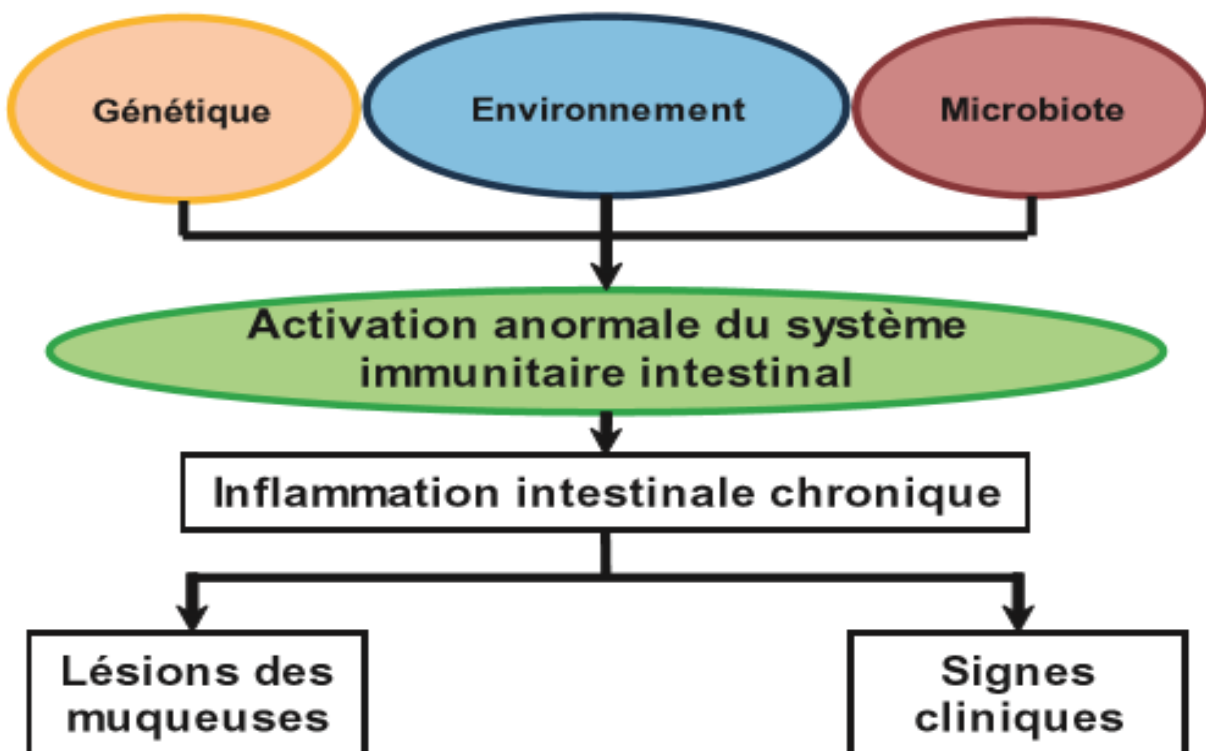 Génétique
Environnement
Microbiote
Activation anormale du système
immunitaire intestinal
Inflammation intestinale chronique
Lésions des
muqueuses
Signes
cliniques